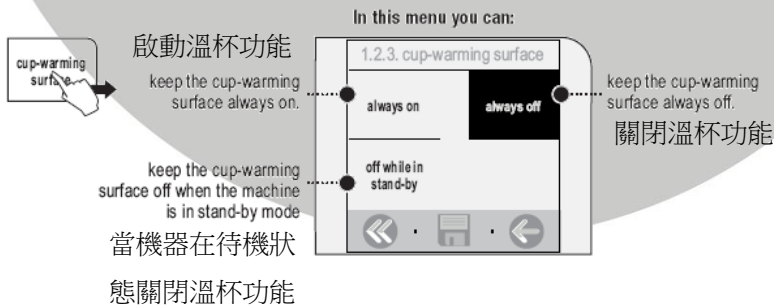 In this menu you can:
cup-warming
surface
啟動溫杯功能
keep the cup-warming
surface always on.
1.2.3. cup-warming surface
always on
always off
keep the cup-warming
surface always off.
關閉溫杯功能
keep the cup-warming
surface off when the machine
is in stand-by mode
off while in
stand-by
當機器在待機狀
態關閉溫杯功能